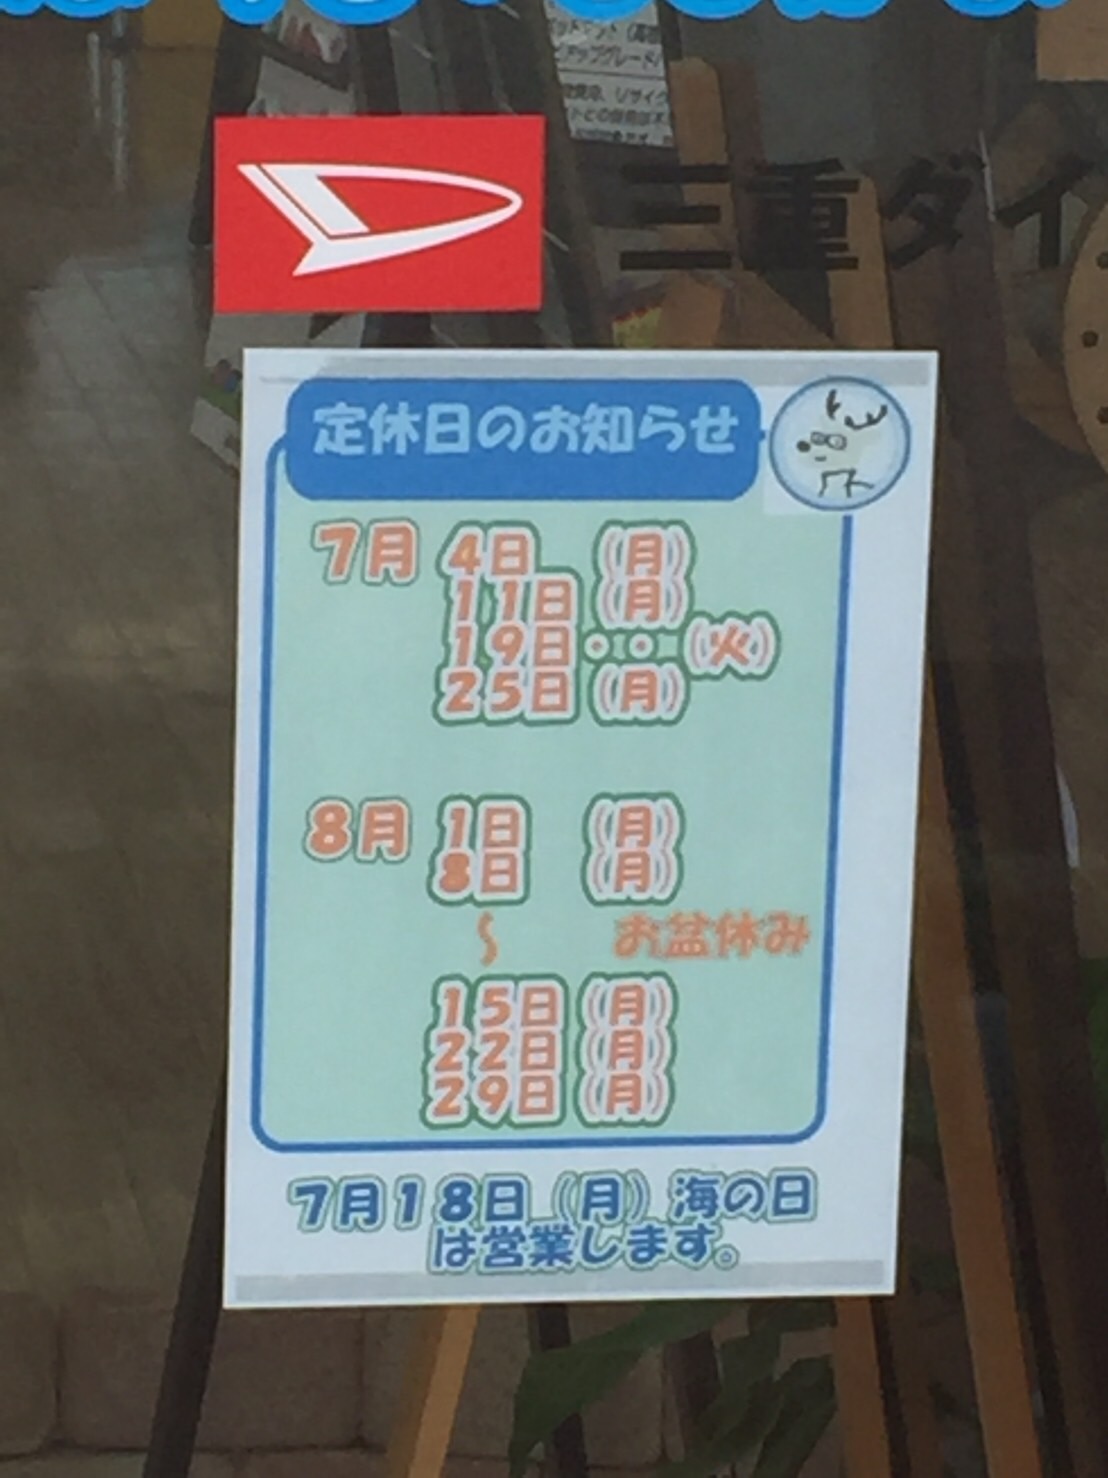 三重ダイ
定休日のお知らせ
7月 4日 (月)
11日 (月)
19日・・(火)
25日 (月)
8月 1日 (月)
8日 (月)
〜 お盆休み
15日 (月)
22日 (月)
29日 (月)
7月18日(月)海の日
は営業します。